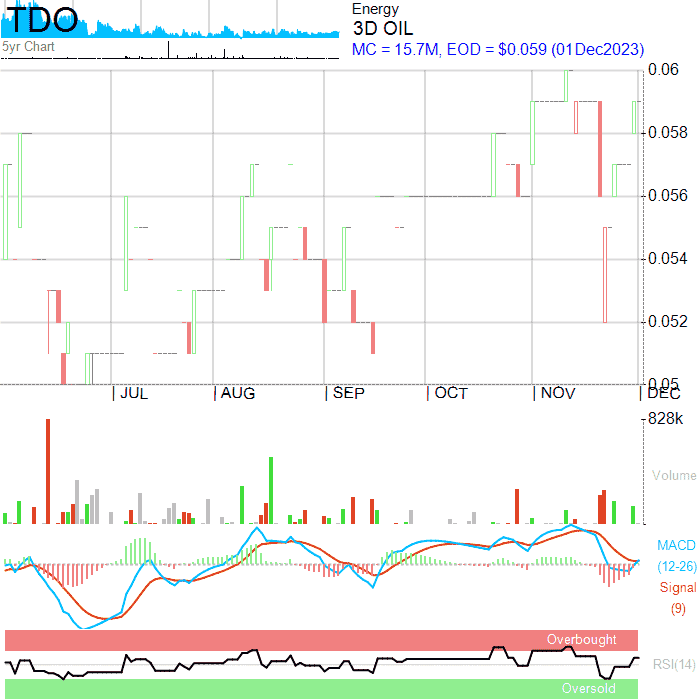 TDO
Energy
3D OIL
5yr Chart
MC = 15.7M, EOD = $0.059 (01Dec2023)
0.06
0.058
0.056
0.054
0.052
0.05
JUL AUG SEP OCT NOV DEC
828k
Volume
MACD
(12-26)
Signal
(9)
Overbought
RSI(14)
Oversold